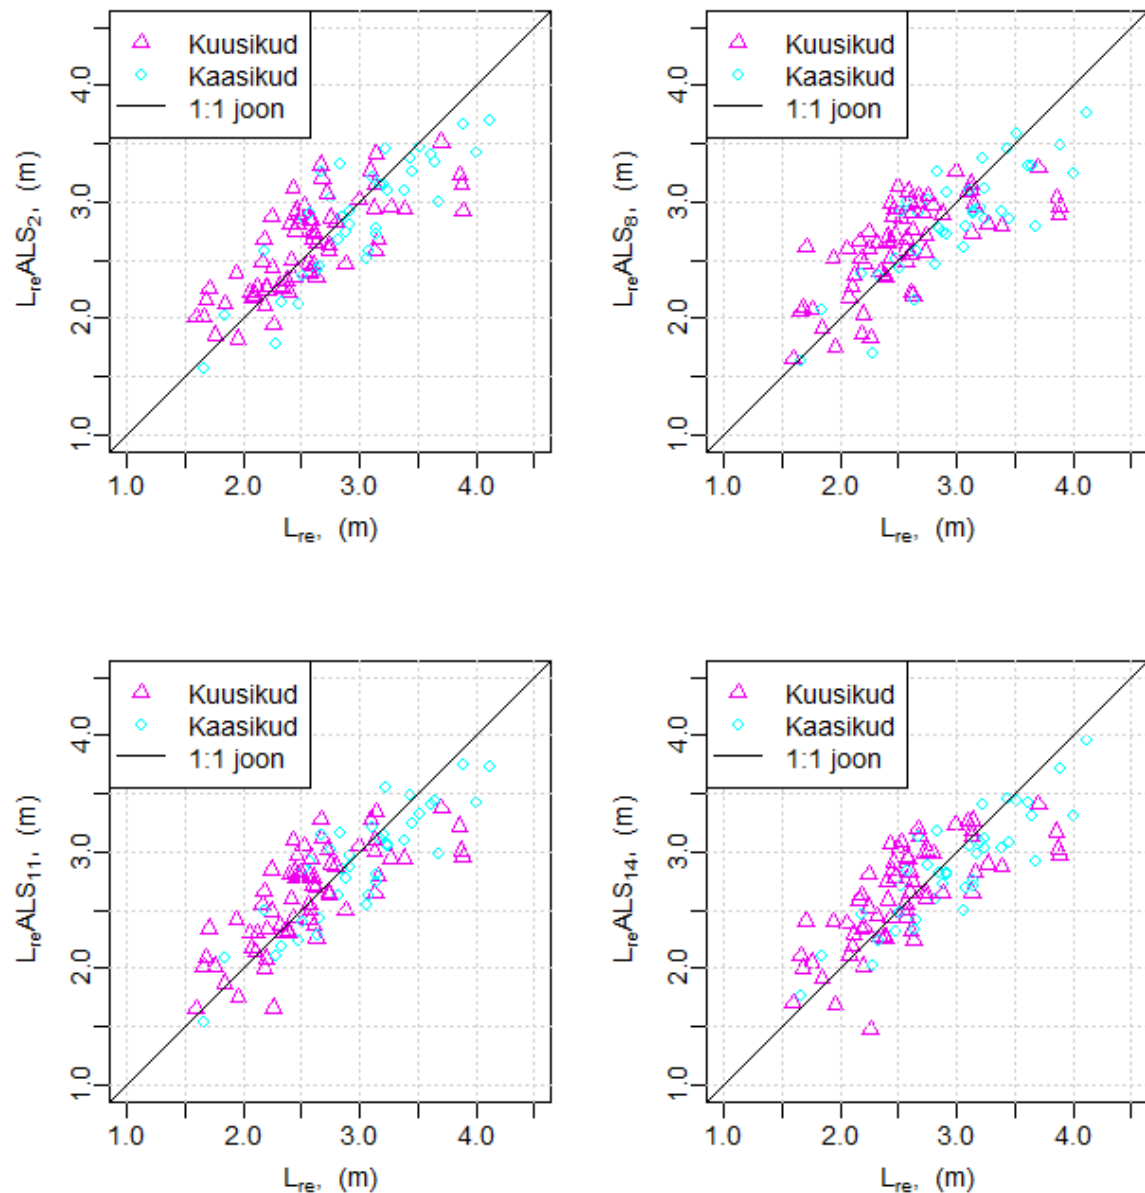 Kuusikud
Kaasikud
1:1 joon
LreALS2, (m)
1.0 2.0 3.0 4.0
1.0 2.0 3.0 4.0
Lre, (m)
Kuusikud
Kaasikud
1:1 joon
LreALS8, (m)
1.0 2.0 3.0 4.0
1.0 2.0 3.0 4.0
Lre, (m)
Kuusikud
Kaasikud
1:1 joon
LreALS11, (m)
1.0 2.0 3.0 4.0
1.0 2.0 3.0 4.0
Lre, (m)
Kuusikud
Kaasikud
1:1 joon
LreALS14, (m)
1.0 2.0 3.0 4.0
1.0 2.0 3.0 4.0
Lre, (m)